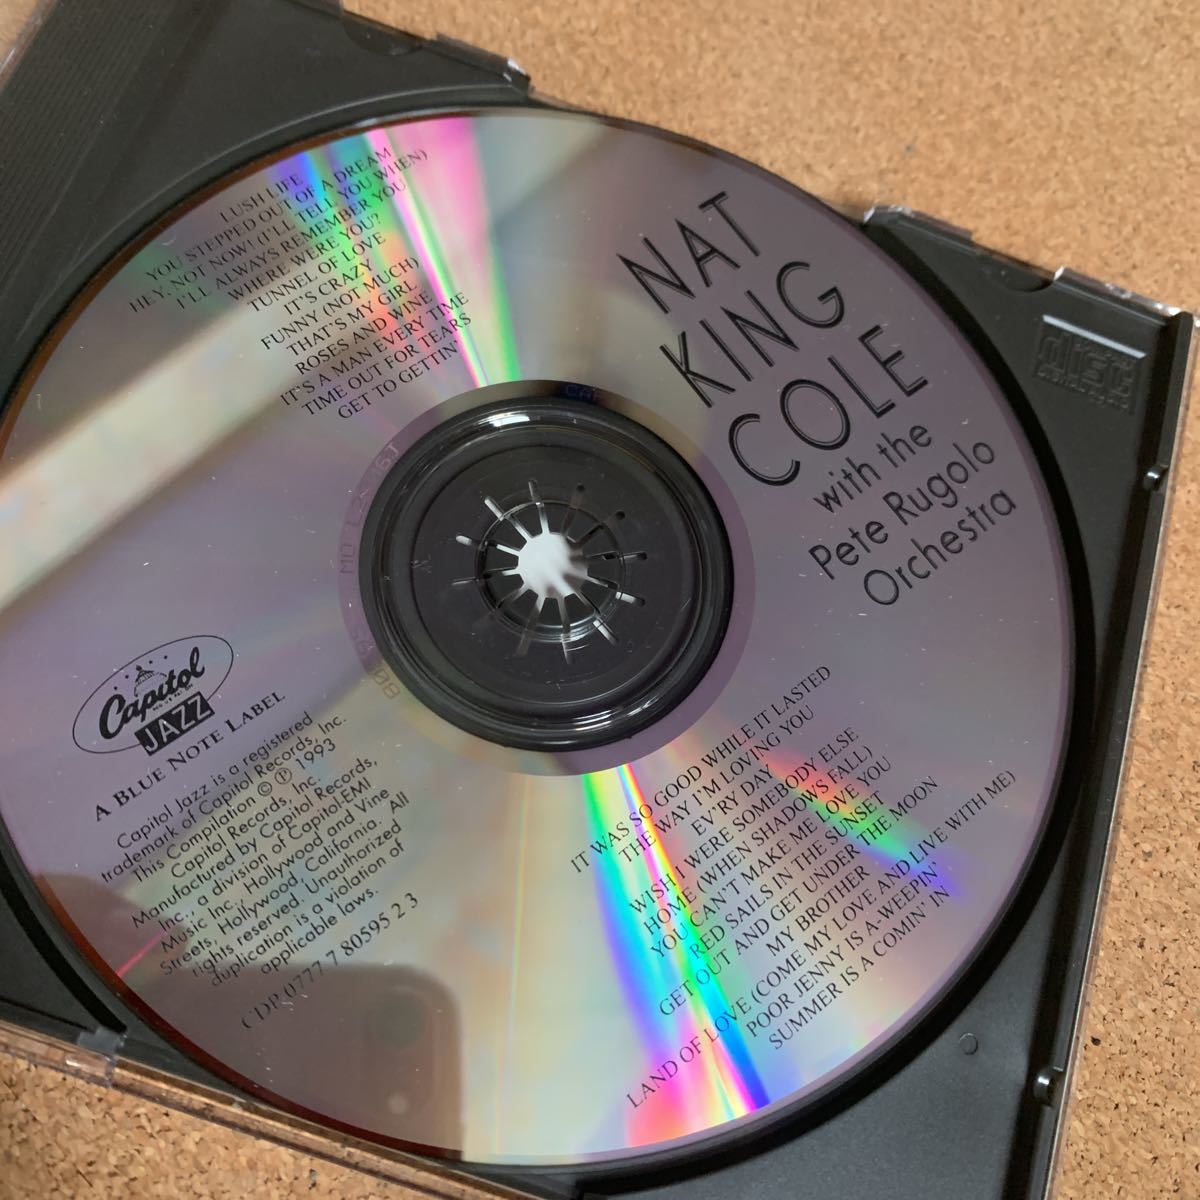 NAT
KING
COLE
with the
Pete Rugolo
Orchestra
LUSH LIFE
YOU STEPPED OUT OF A DREAM
HEY, NOT NOW! (I'LL TELL YOU WHEN)
I'LL ALWAYS REMEMBER YOU
WHERE WERE YOU?
TUNNEL OF LOVE
IT'S CRAZY
FUNNY (NOT MUCH)
THAT'S MY GIRL
ROSES AND WINE
IT'S A MAN EVERY TIME
TIME OUT FOR TEARS
GET TO GETTIN'
IT WAS SO GOOD WHILE IT LASTED
THE WAY I'M LOVING YOU
EV'RY DAY
WISH I WERE SOMEBODY ELSE
HOME (WHEN SHADOWS FALL)
YOU CAN'T MAKE ME LOVE YOU
RED SAILS IN THE SUNSET
GET OUT AND GET UNDER THE MOON
MY BROTHER
LAND OF LOVE (COME MY LOVE AND LIVE WITH ME)
POOR JENNY IS A-WEEPIN'
SUMMER IS A COMIN' IN
Capitol
JAZZ
A BLUE NOTE LABEL
Capitol Jazz is a registered
trademark of Capitol Records, Inc.
This Compilation © ℗ 1993
Capitol Records, Inc.
Manufactured by Capitol Records,
Inc., a division of Capitol-EMI
Music Inc., Hollywood and Vine
Streets, Hollywood, California. All
rights reserved. Unauthorized
duplication is a violation of
applicable laws.
CDP 0777 7 80595 2 3
disc